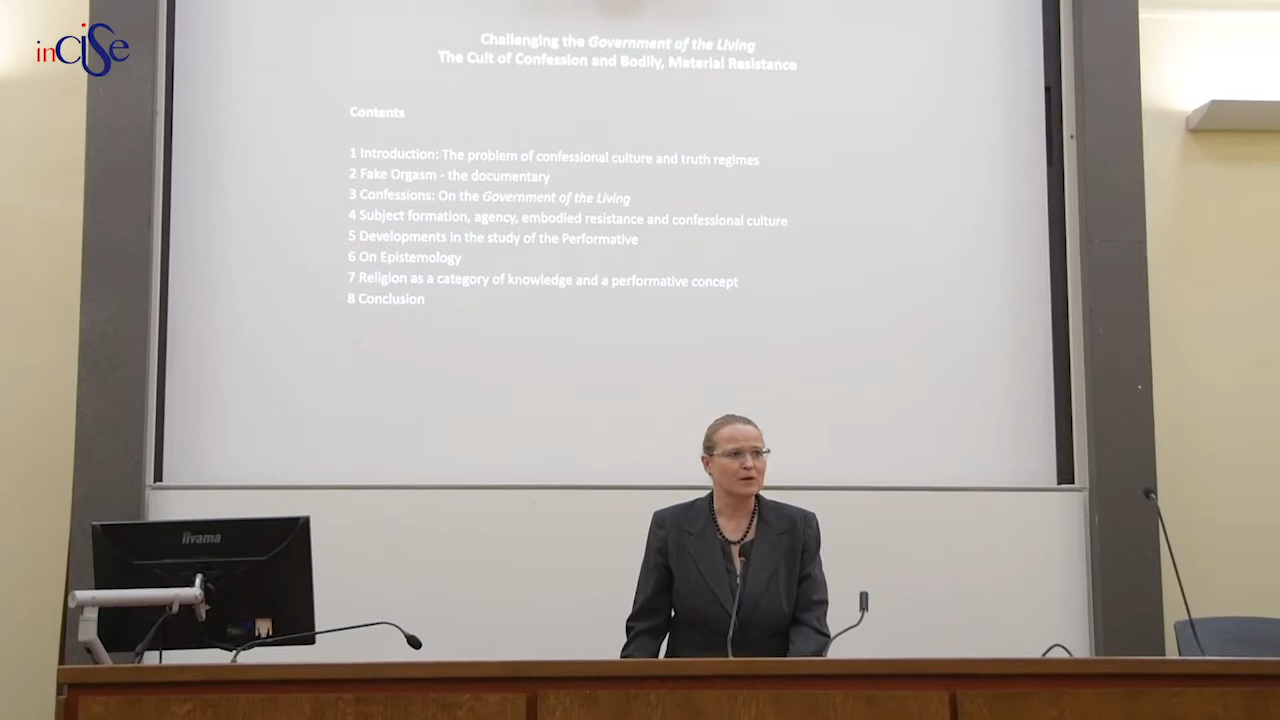 inCISe
Challenging the Government of the Living
The Cult of Confession and Bodily, Material Resistance
Contents
1 Introduction: The problem of confessional culture and truth regimes
2 Fake Orgasm - the documentary
3 Confessions: On the Government of the Living
4 Subject formation, agency, embodied resistance and confessional culture
5 Developments in the study of the Performative
6 On Epistemology
7 Religion as a category of knowledge and a performative concept
8 Conclusion
iiyama